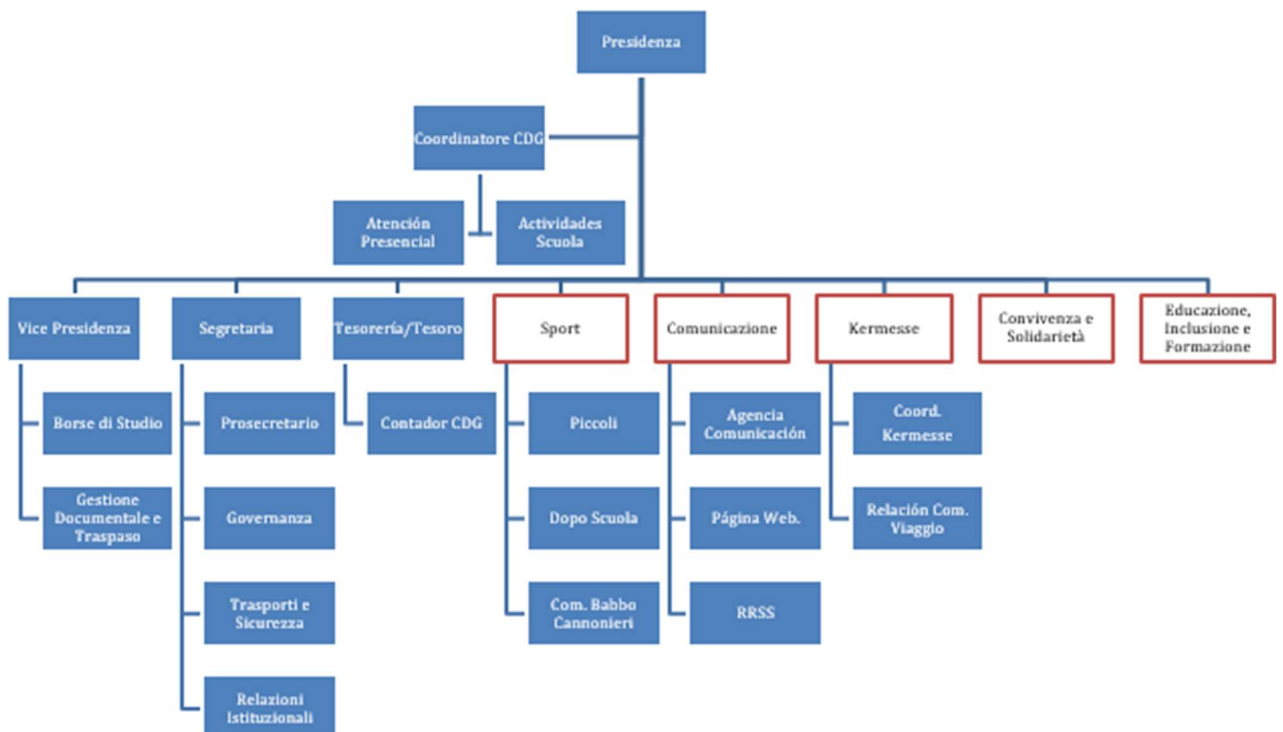 Presidenza
Coordinatore CDG
Atención
Presencial
Actividades
Scuola
Vice Presidenza
Segretaria
Tesorería/Tesoro
Sport
Comunicazione
Kermesse
Convivenza e
Solidarietà
Educazione,
Inclusione e
Formazione
Borse di Studio
Prosecretario
Contador CDG
Piccoli
Agencia
Comunicación
Coord.
Kermesse
Gestione
Documentale e
Traspaso
Governanza
Dopo Scuola
Página Web.
Relación Com.
Viaggio
Trasporti e
Sicurezza
Com. Babbo
Cannonieri
RRSS
Relazioni
Istituzionali